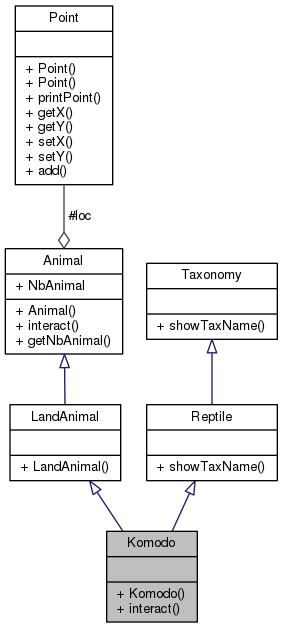 Point
+ Point()
+ Point()
+ printPoint()
+ getX()
+ getY()
+ setX()
+ setY()
+ add()
#loc
Animal
+ NbAnimal
+ Animal()
+ interact()
+ getNbAnimal()
Taxonomy
+ showTaxName()
LandAnimal
+ LandAnimal()
Reptile
+ showTaxName()
Komodo
+ Komodo()
+ interact()